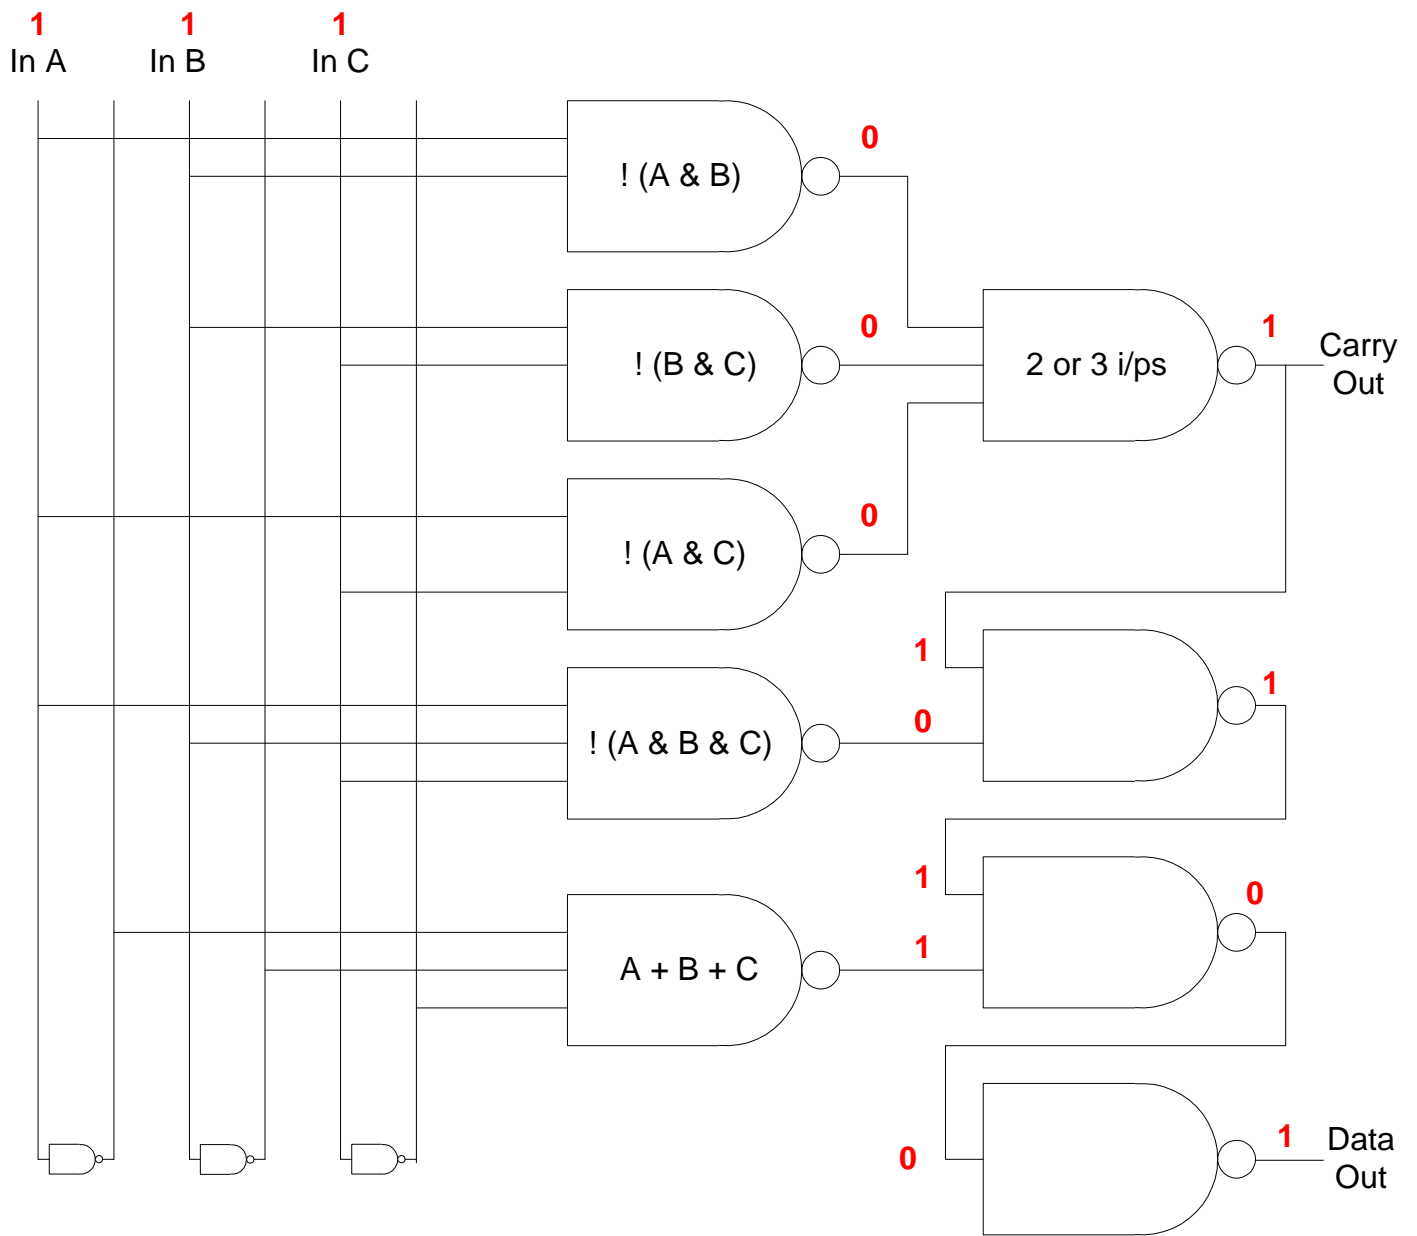 1 1 1
In A In B In C
0
! (A & B)
0 1
! (B & C) 2 or 3 i/ps Carry
Out
0
! (A & C)
1
1
0
! (A & B & C)
1 0
1
A + B + C
1 Data
0 Out